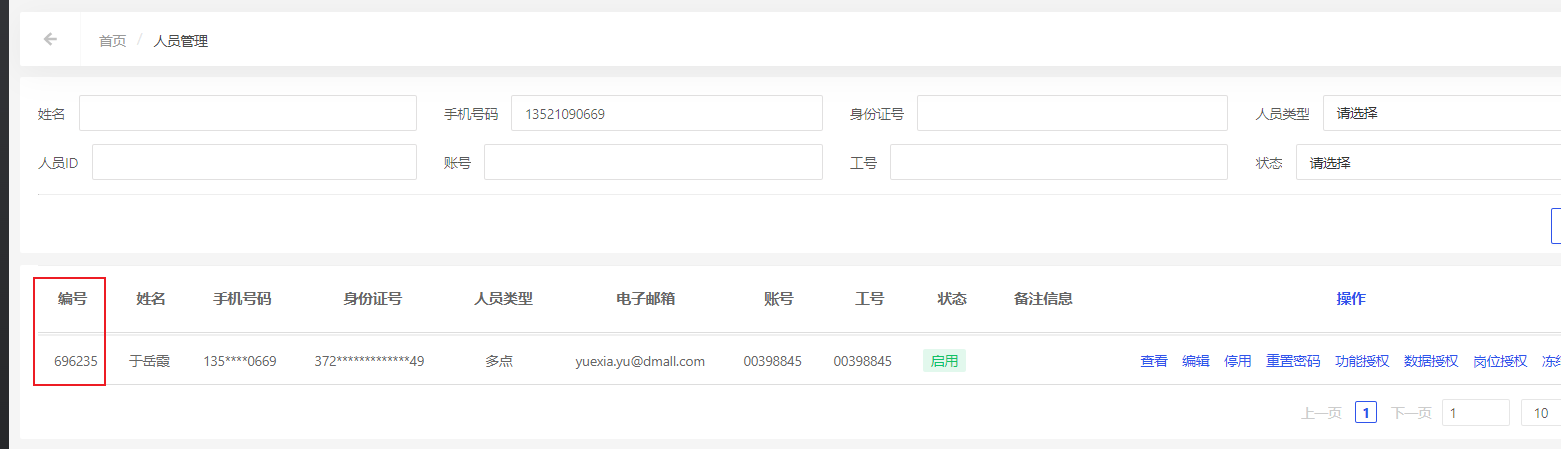 首页 / 人员管理
姓名 手机号码 13521090669 身份证号 人员类型 请选择
人员ID 账号 工号 状态 请选择
编号 姓名 手机号码 身份证号 人员类型 电子邮箱 账号 工号 状态 备注信息 操作
696235 于岳霞 135****0669 372*************49 多点 yuexia.yu@dmall.com 00398845 00398845 启用 查看 编辑 停用 重置密码 功能授权 数据授权 岗位授权
上一页 1 下一页 1 10